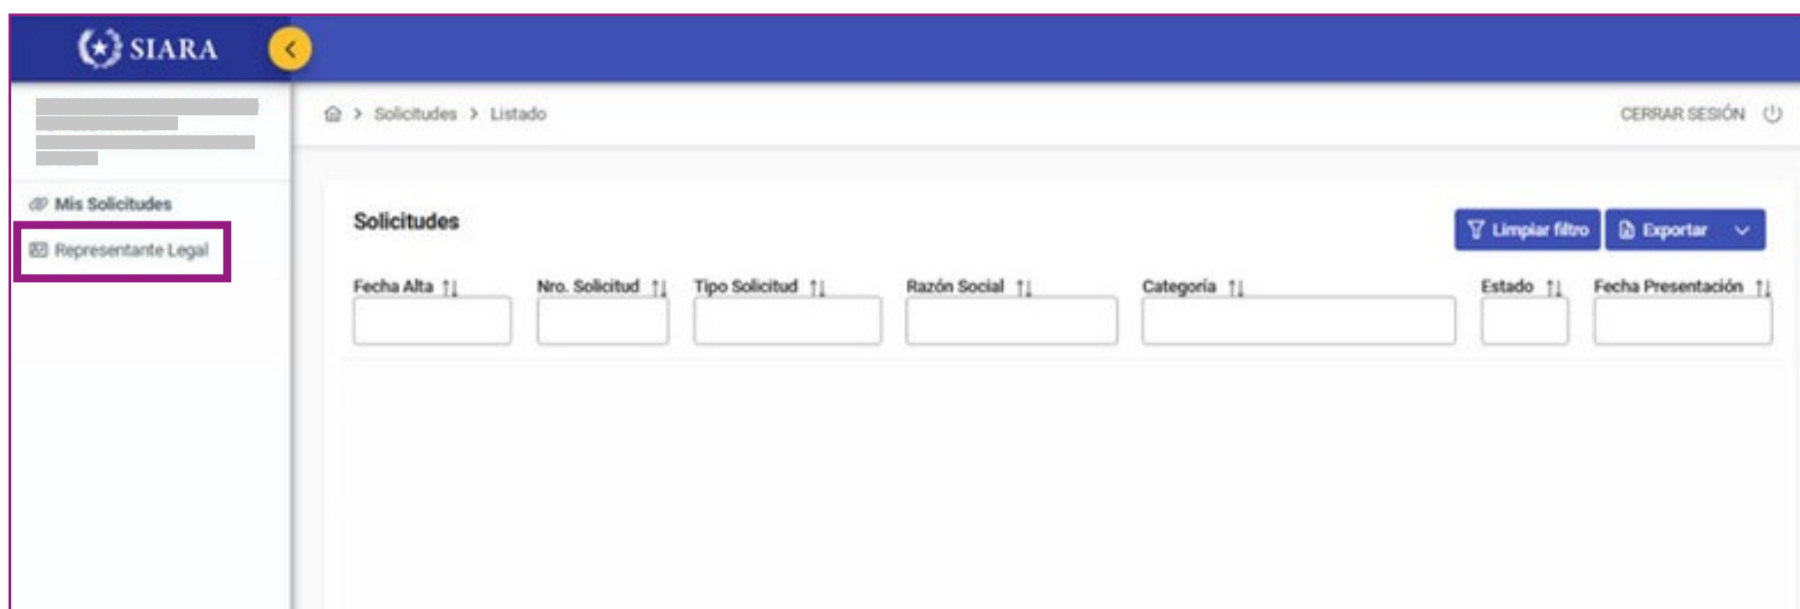 SIARA
Solicitudes > Listado
CERRAR SESIÓN
Mis Solicitudes
Representante Legal
Solicitudes
Limpiar filtro
Exportar
Fecha Alta
Nro. Solicitud
Tipo Solicitud
Razón Social
Categoría
Estado
Fecha Presentación